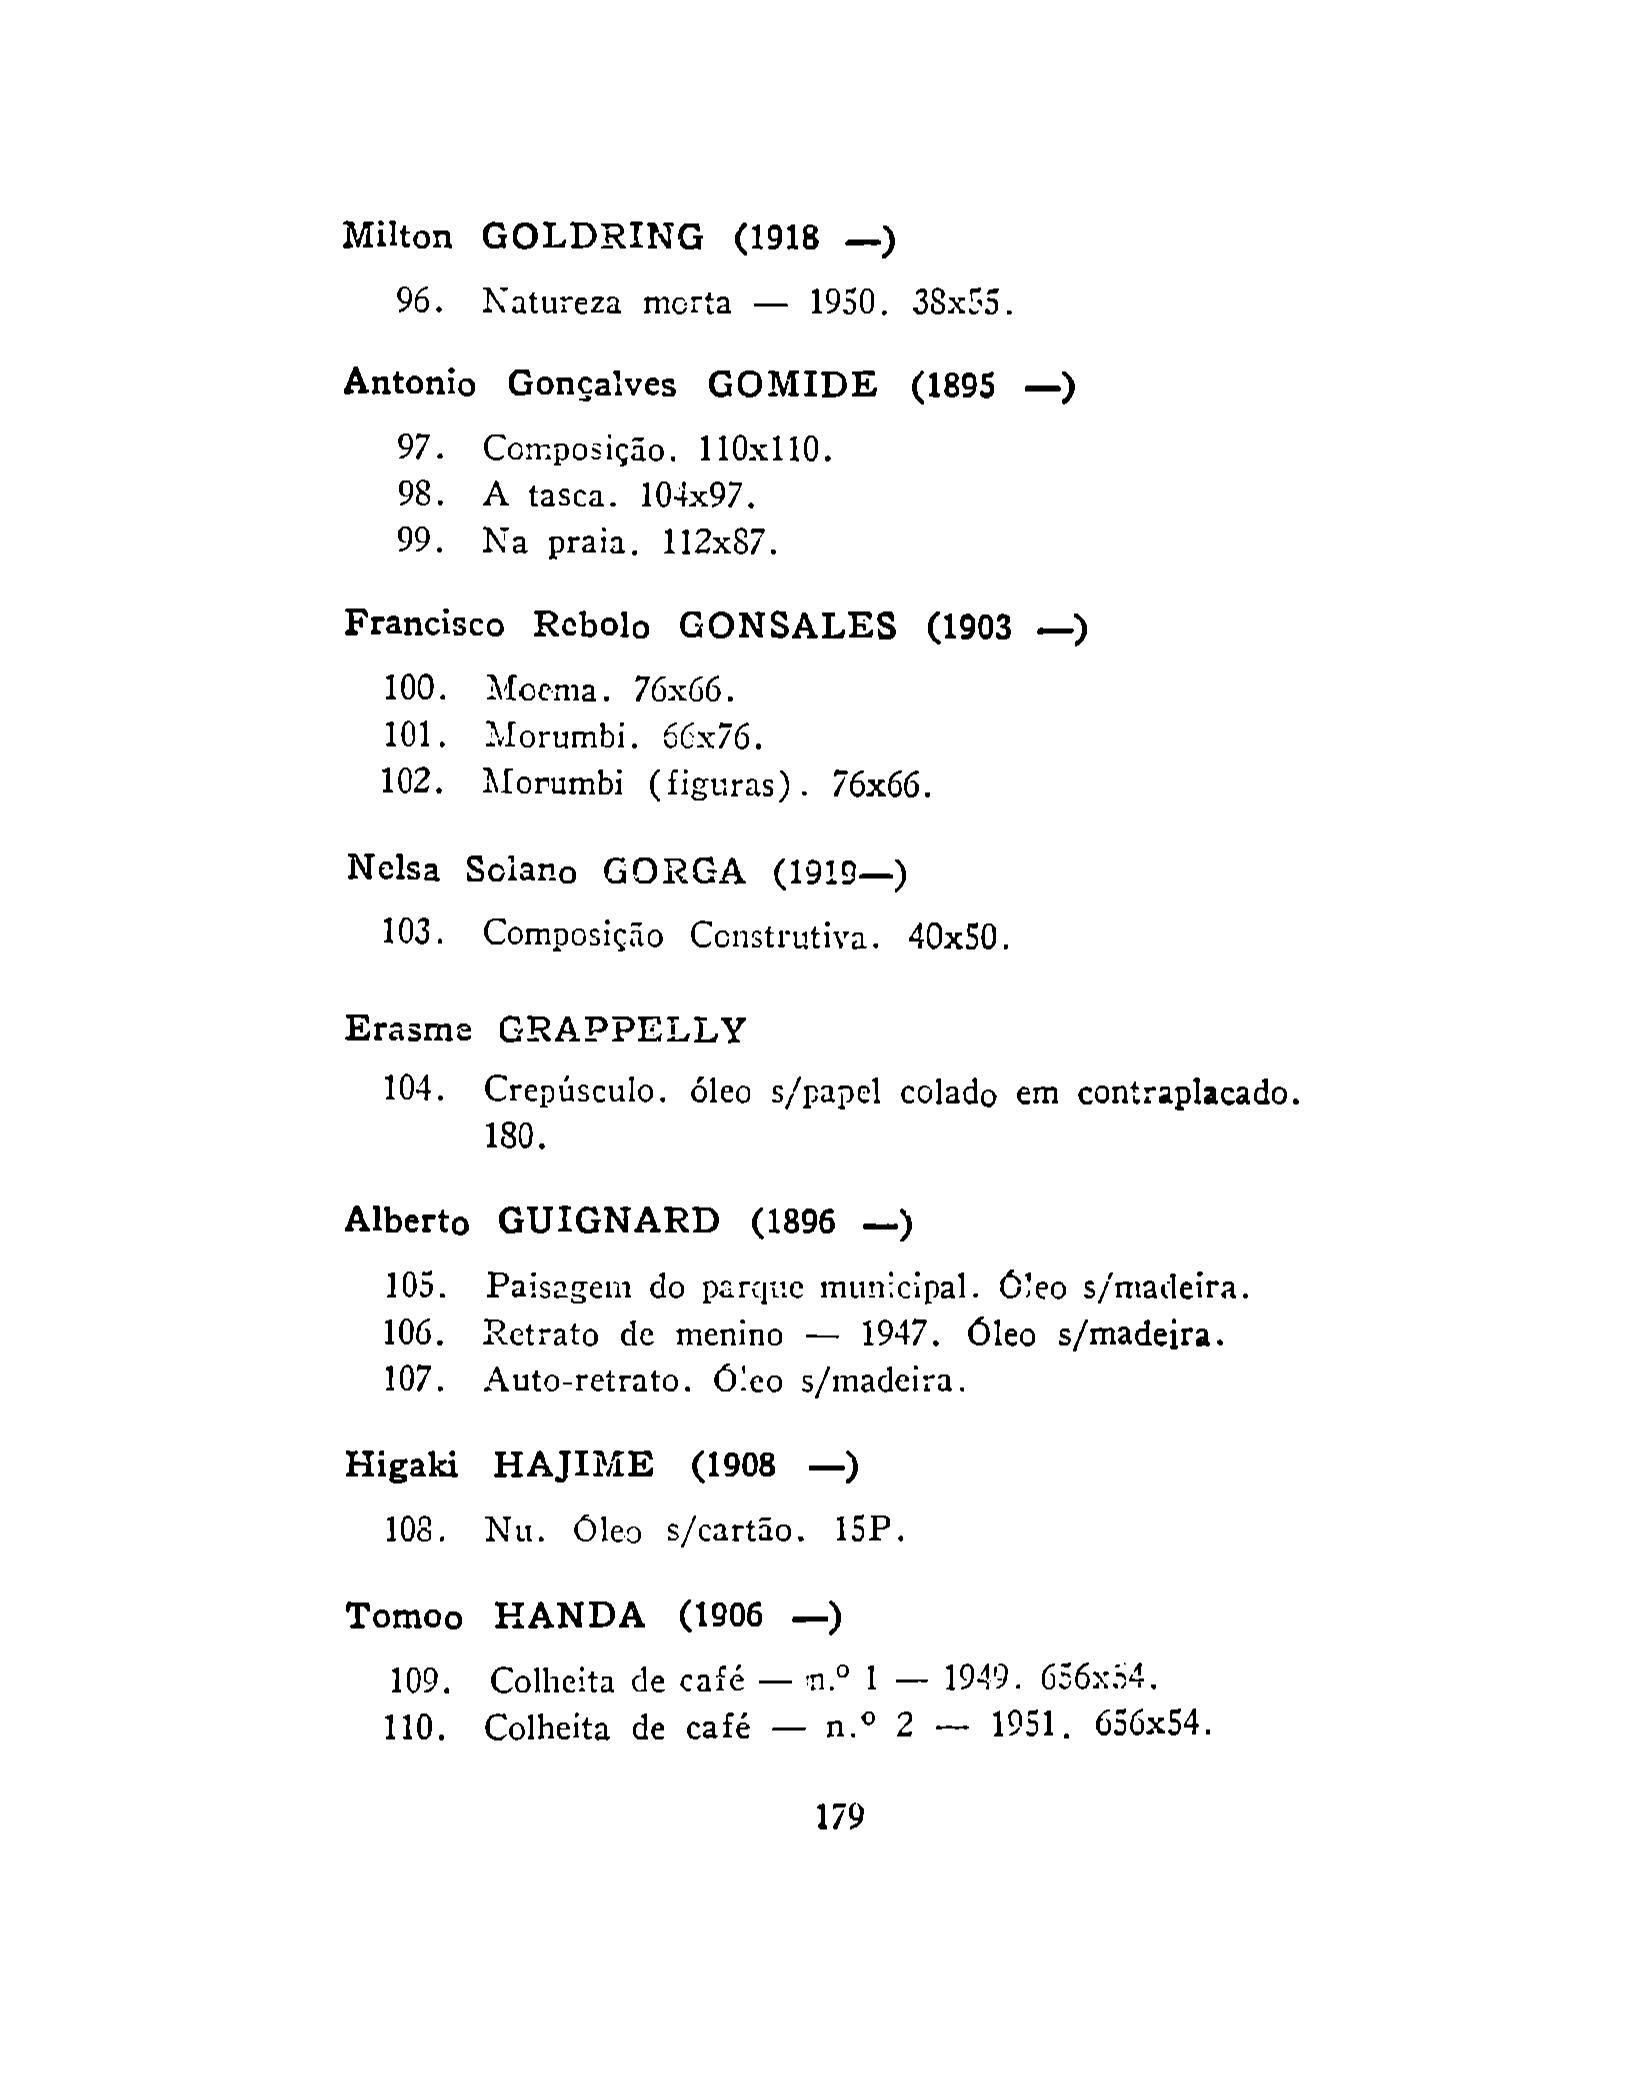 Milton GOLDRING (1918 —)
96. Natureza morta — 1950. 38x55.
Antonio Gonçalves GOMIDE (1895 —)
97. Composição. 110x110.
98. A tasca. 104x97.
99. Na praia. 112x87.
Francisco Rebolo GONSALES (1903 —)
100. Moema. 76x66.
101. Morumbi. 66x76.
102. Morumbi (figuras). 76x66.
Nelsa Solano GORGA (1919—)
103. Composição Construtiva. 40x50.
Erasme GRAPPELLY
104. Crepúsculo. óleo s/papel colado em contraplacado.
180.
Alberto GUIGNARD (1896 —)
105. Paisagem do parque municipal. Óleo s/madeira.
106. Retrato de menino — 1947. Óleo s/madeira.
107. Auto-retrato. Óleo s/madeira.
Higaki HAJIME (1908 —)
108. Nu. Óleo s/cartão. 15P.
Tomoo HANDA (1906 —)
109. Colheita de café — n.º 1 — 1949. 656x54.
110. Colheita de café — n.º 2 — 1951. 656x54.
179